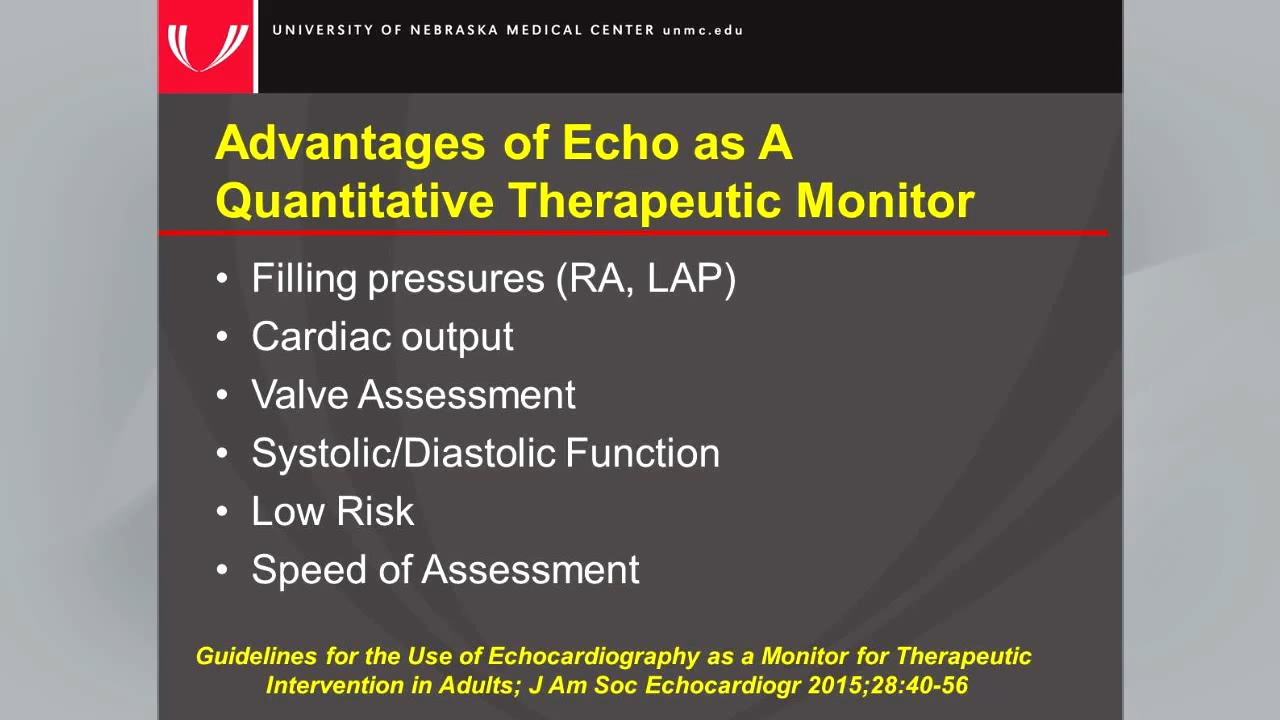 UNIVERSITY OF NEBRASKA MEDICAL CENTER unmc.edu
Advantages of Echo as A
Quantitative Therapeutic Monitor
• Filling pressures (RA, LAP)
• Cardiac output
• Valve Assessment
• Systolic/Diastolic Function
• Low Risk
• Speed of Assessment
Guidelines for the Use of Echocardiography as a Monitor for Therapeutic
Intervention in Adults; J Am Soc Echocardiogr 2015;28:40-56